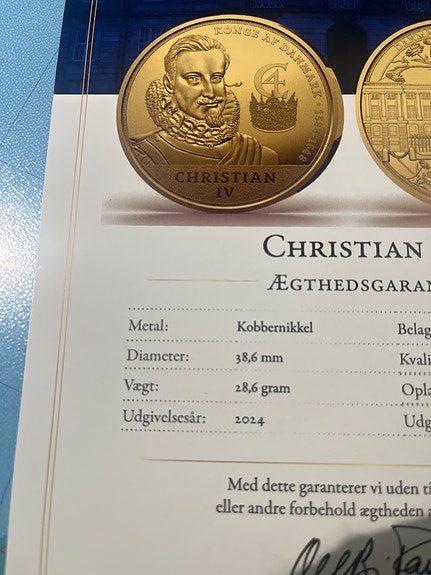 KONGE AF DANMARK • 1588-1648
C4
CHRISTIAN
IV
CHRISTIAN
ÆGTHEDSGARAN
Metal: Kobbernikkel Belag
Diameter: 38,6 mm Kvali
Vægt: 28,6 gram Opla
Udgivelsesår: 2024 Udg
Med dette garanterer vi uden ti
eller andre forbehold ægtheden a